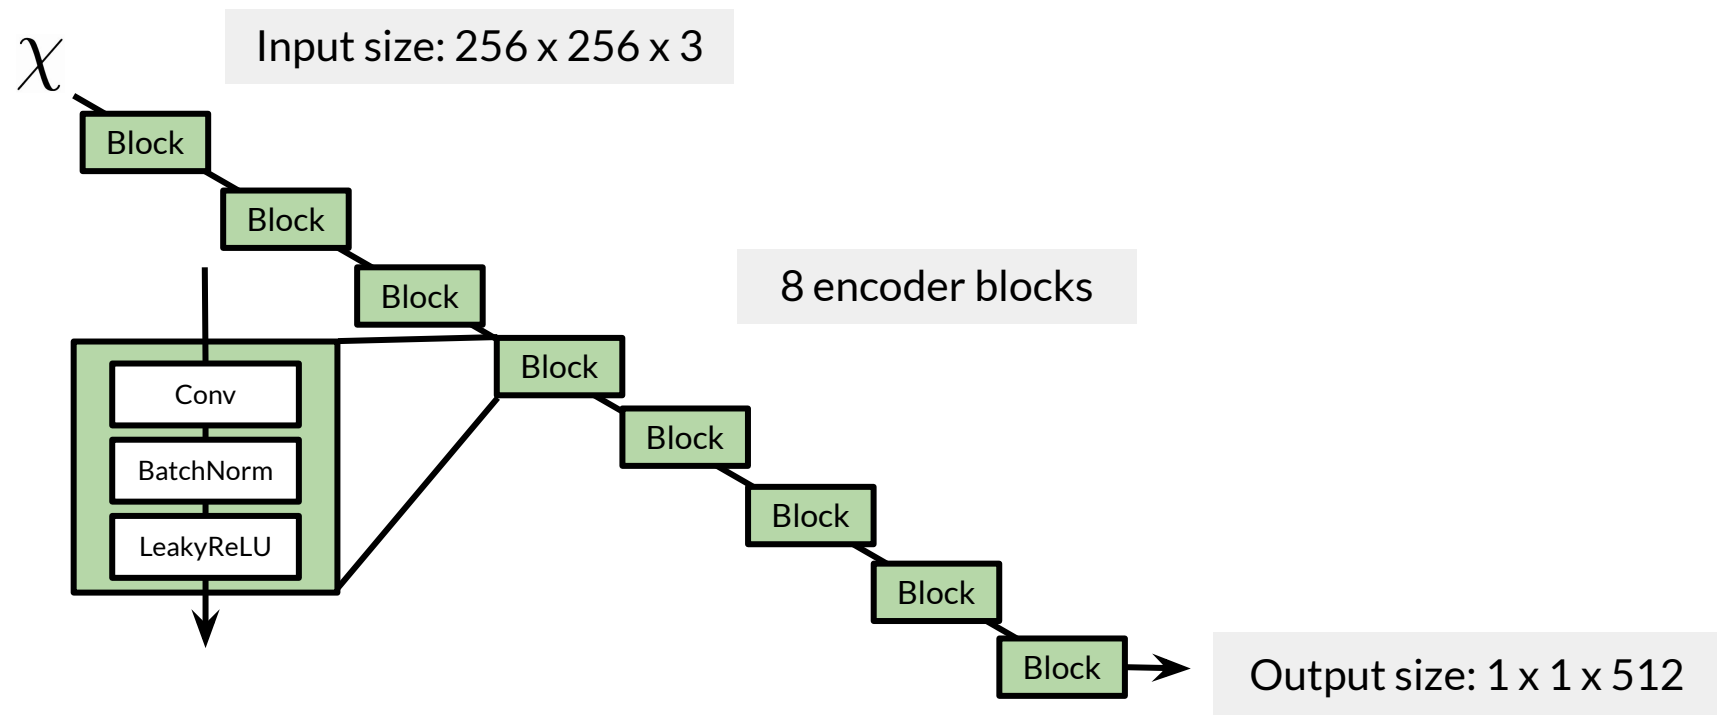 χ
Input size: 256 x 256 x 3
Block
Block
Block
8 encoder blocks
Block
Conv
BatchNorm
LeakyReLU
Block
Block
Block
Block
Output size: 1 x 1 x 512